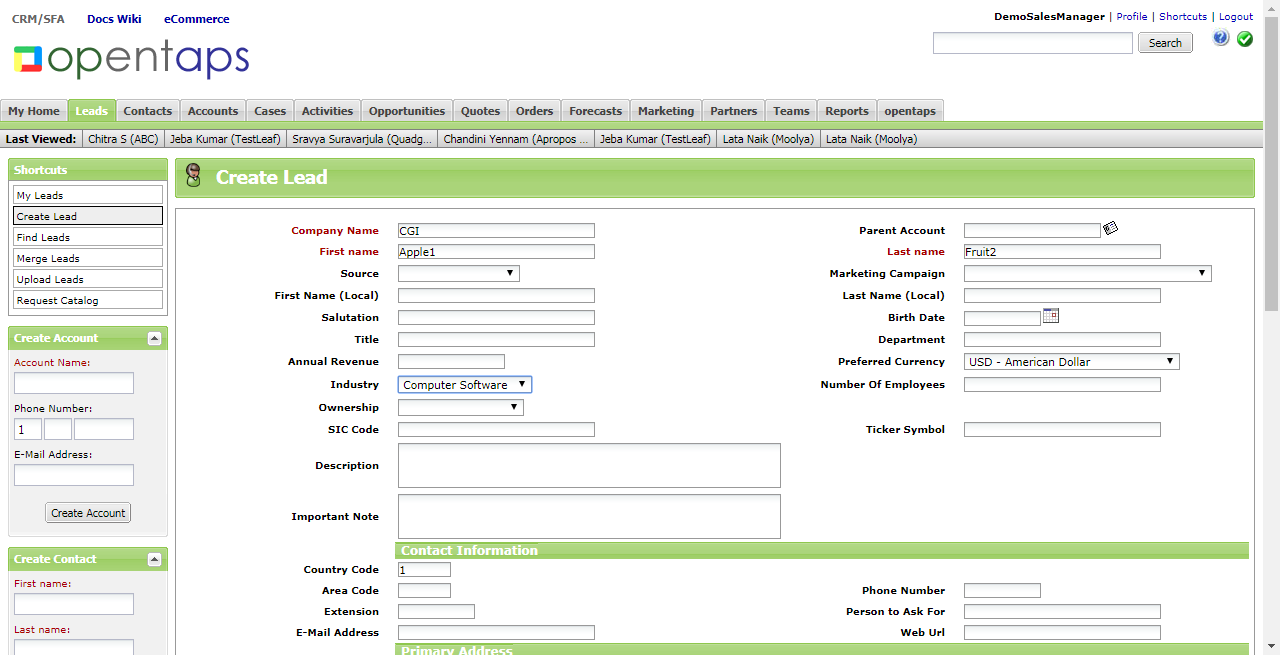 CRM/SFA Docs Wiki eCommerce
DemoSalesManager | Profile | Shortcuts | Logout
opentaps
Search
My Home Leads Contacts Accounts Cases Activities Opportunities Quotes Orders Forecasts Marketing Partners Teams Reports opentaps
Last Viewed: Chitra S (ABC) Jeba Kumar (TestLeaf) Sravya Suravarjula (Quadg... Chandini Yennam (Apropos ... Jeba Kumar (TestLeaf) Lata Naik (Moolya) Lata Naik (Moolya)
Shortcuts
My Leads
Create Lead
Find Leads
Merge Leads
Upload Leads
Request Catalog
Create Account
Account Name:
Phone Number:
1
E-Mail Address:
Create Account
Create Contact
First name:
Last name:
Create Lead
Company Name CGI Parent Account
First name Apple1 Last name Fruit2
Source Marketing Campaign
First Name (Local) Last Name (Local)
Salutation Birth Date
Title Department
Annual Revenue Preferred Currency USD - American Dollar
Industry Computer Software Number Of Employees
Ownership
SIC Code Ticker Symbol
Description
Important Note
Contact Information
Country Code 1
Area Code Phone Number
Extension Person to Ask For
E-Mail Address Web Url
Primary Address